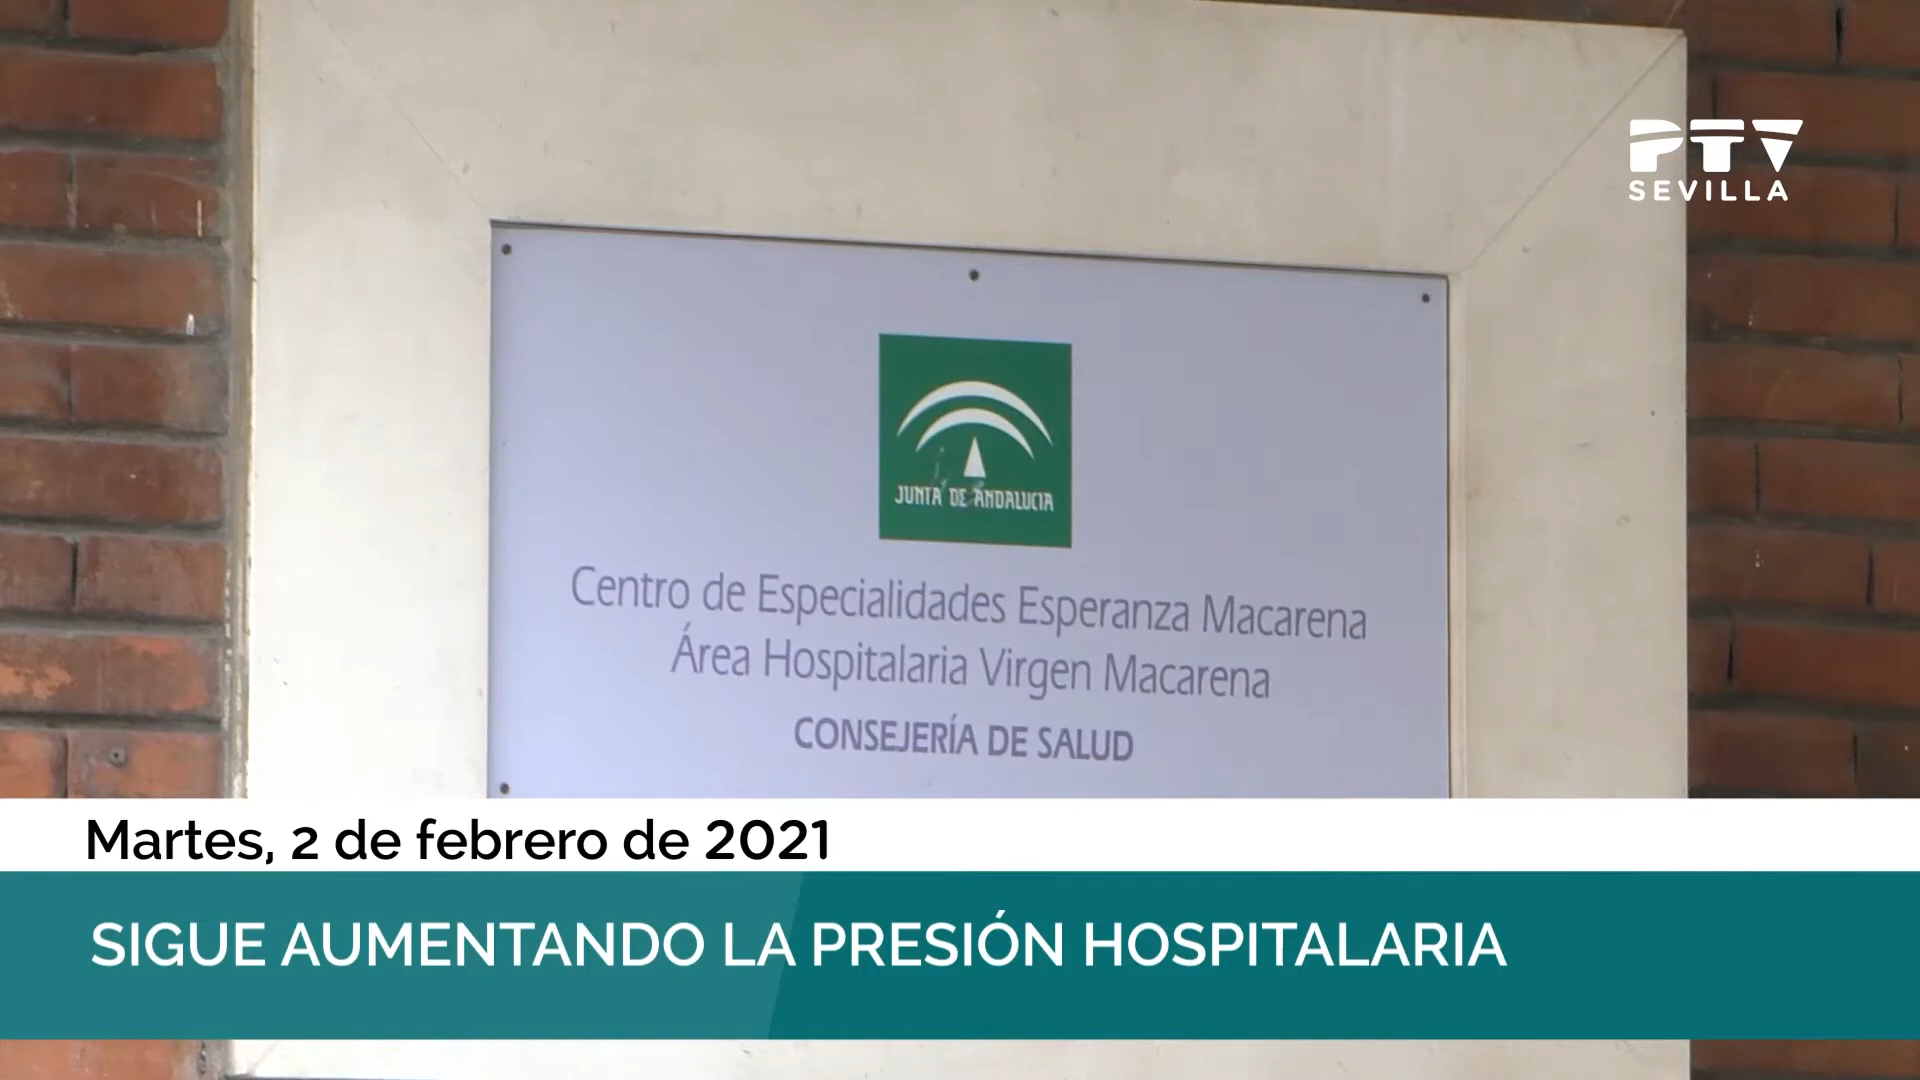 PTV
SEVILLA
JUNTA DE ANDALUCIA
Centro de Especialidades Esperanza Macarena
Área Hospitalaria Virgen Macarena
CONSEJERÍA DE SALUD
Martes, 2 de febrero de 2021
SIGUE AUMENTANDO LA PRESIÓN HOSPITALARIA